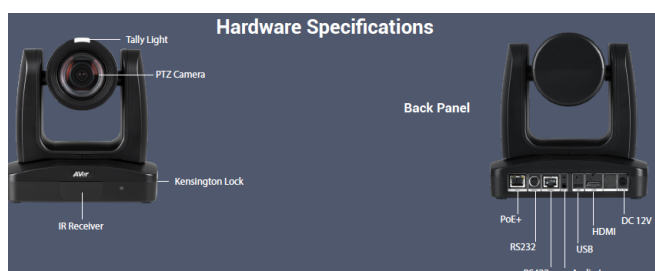 Hardware Specifications
Tally Light
PTZ Camera
Back Panel
AVer
Kensington Lock
IR Receiver
PoE+
DC 12V
HDMI
RS232
USB